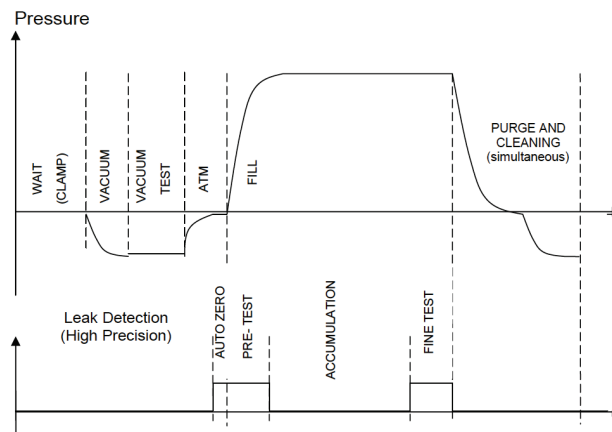 Pressure
WAIT
(CLAMP)
VACUUM
VACUUM
TEST
ATM
FILL
PURGE AND
CLEANING
(simultaneous)
Leak Detection
(High Precision)
AUTO ZERO
PRE- TEST
ACCUMULATION
FINE TEST